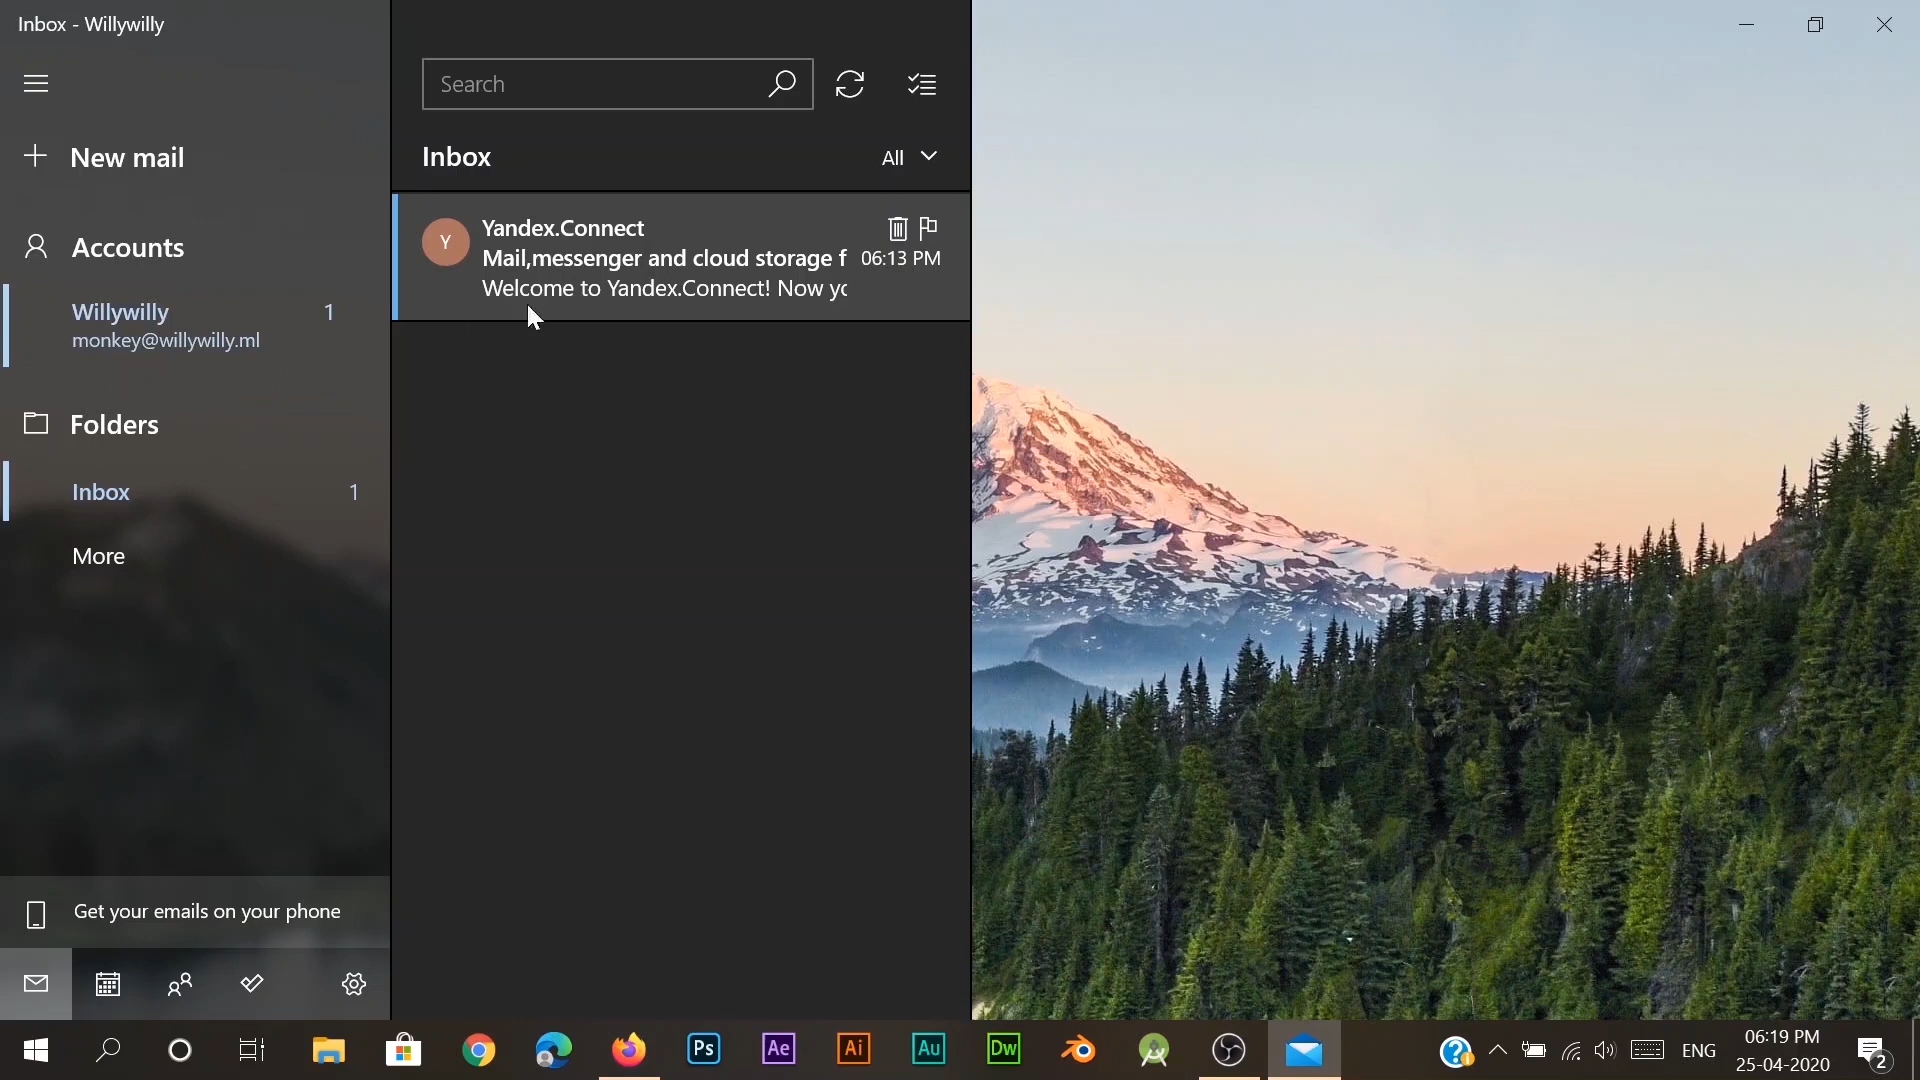 Inbox - Willywilly
Search
New mail
Inbox
All
Accounts
Y
Yandex.Connect
Mail,messenger and cloud storage f
06:13 PM
Welcome to Yandex.Connect! Now yo
Willywilly
1
monkey@willywilly.ml
Folders
Inbox
1
More
Get your emails on your phone
Ps
Ae
Ai
Au
Dw
ENG
06:19 PM
25-04-2020
2